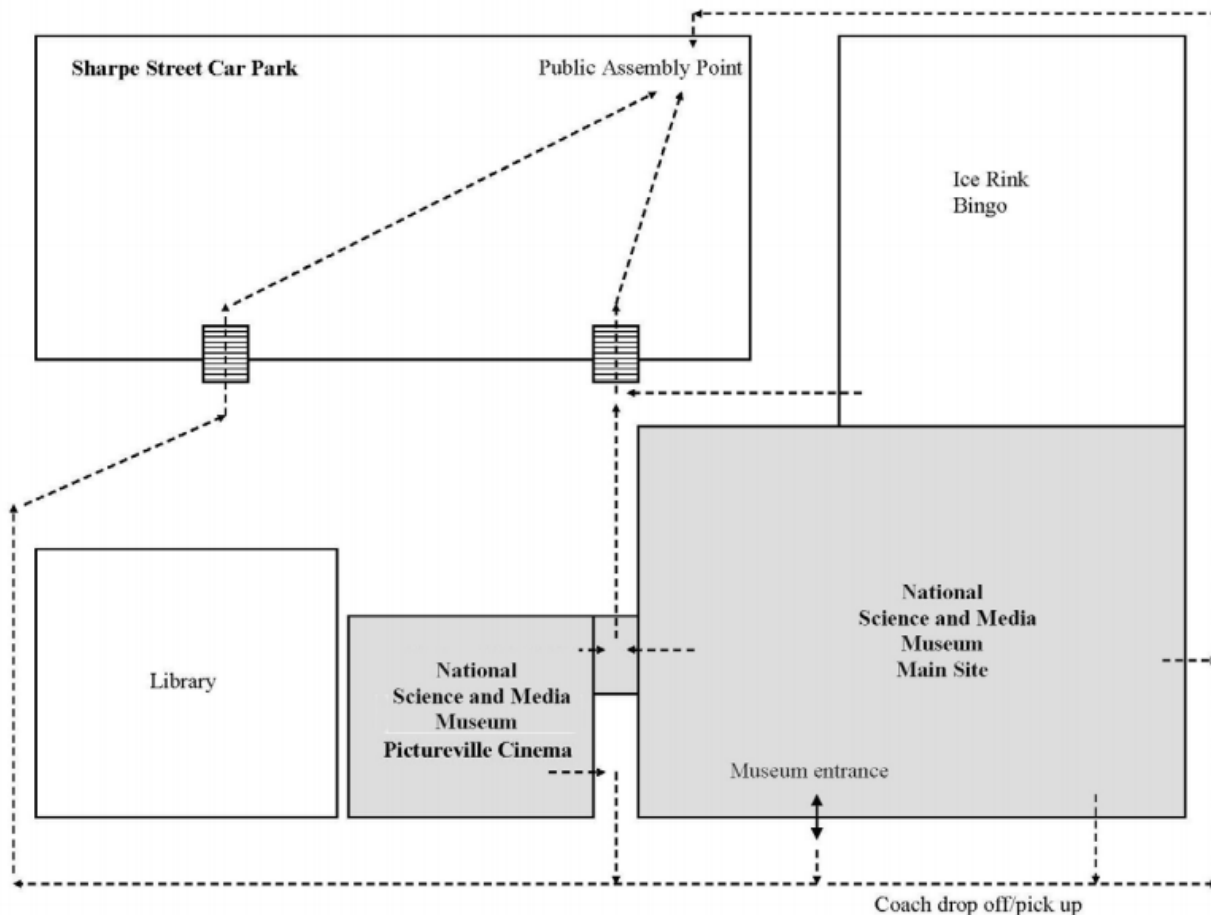 Sharpe Street Car Park
Public Assembly Point
Ice Rink
Bingo
National
Science and Media
Museum
Main Site
Library
National
Science and Media
Museum
Pictureville Cinema
Museum entrance
Coach drop off/pick up